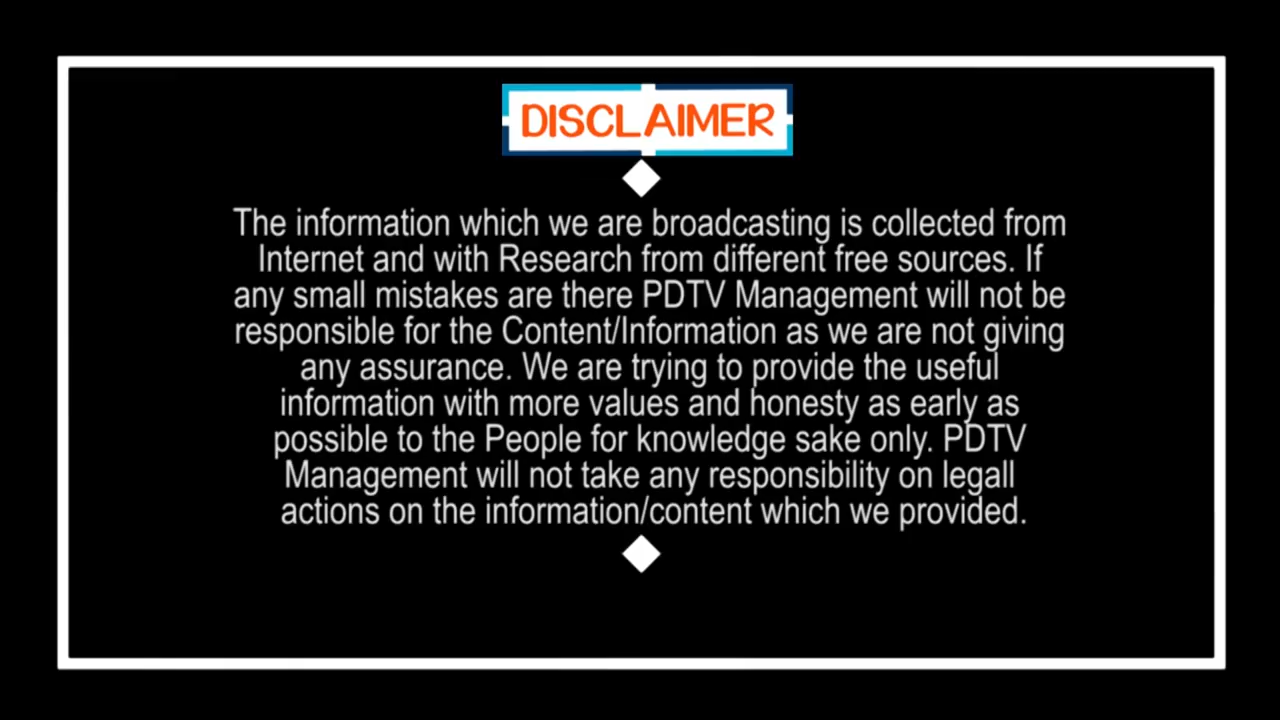 DISCLAIMER
The information which we are broadcasting is collected from
Internet and with Research from different free sources. If
any small mistakes are there PDTV Management will not be
responsible for the Content/Information as we are not giving
any assurance. We are trying to provide the useful
information with more values and honesty as early as
possible to the People for knowledge sake only. PDTV
Management will not take any responsibility on legall
actions on the information/content which we provided.